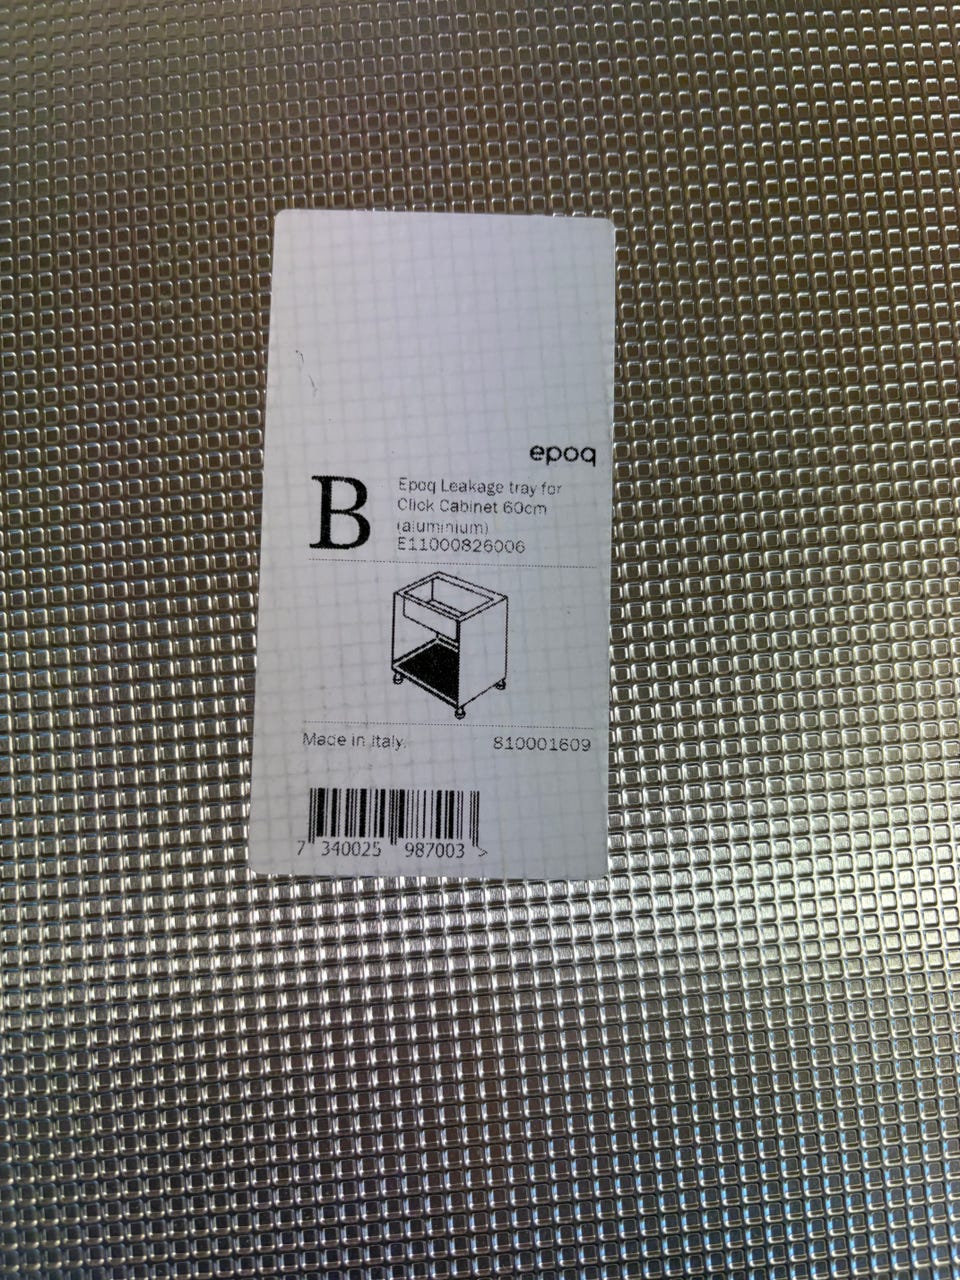 epoq
B
Epoq Leakage tray for
Click Cabinet 60cm
(aluminium)
E11000826006
Made in Italy.
810001609
7 340025 987003 >